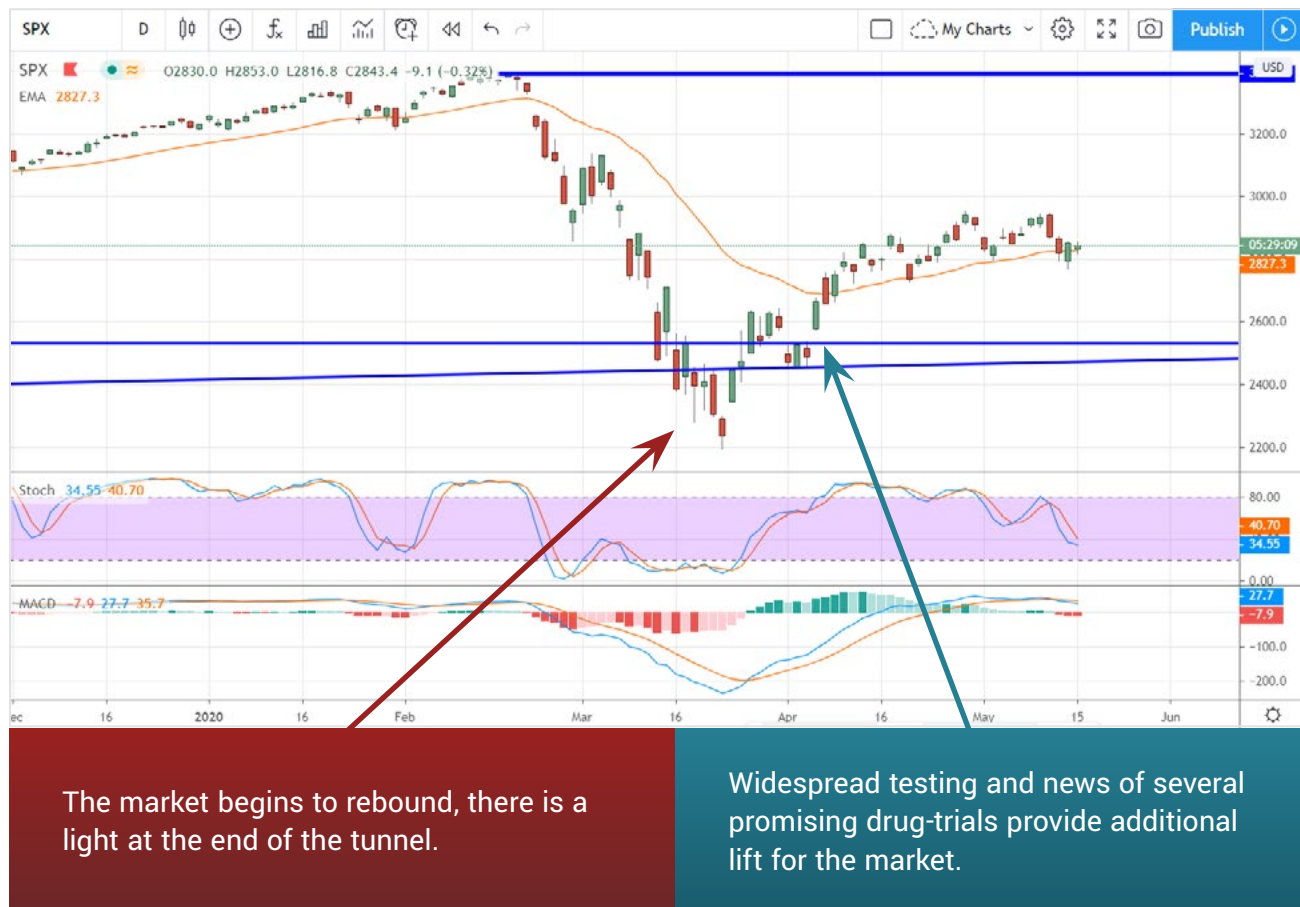 SPX D fx My Charts Publish
SPX O2830.0 H2853.0 L2816.8 C2843.4 −9.1 (−0.32%) USD
EMA 2827.3
3200.0
3000.0
05:29:09
2827.3
2600.0
2400.0
2200.0
Stoch 34.55 40.70
80.00
40.70
34.55
0.00
MACD −7.9 27.7 35.7
27.7
−7.9
−100.0
−200.0
ec 16 2020 16 Feb Mar 16 Apr 16 May 15 Jun
The market begins to rebound, there is a
light at the end of the tunnel.
Widespread testing and news of several
promising drug-trials provide additional
lift for the market.